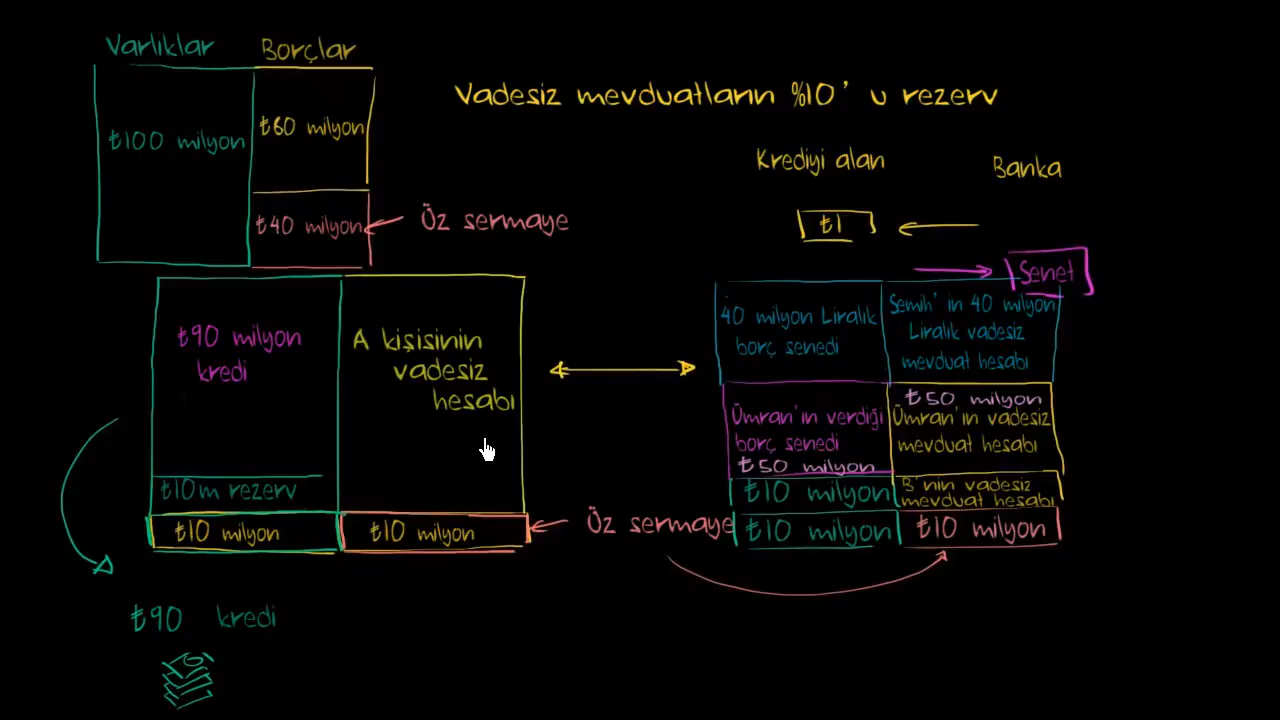 Varlıklar
Borçlar
₺100 milyon
₺60 milyon
₺40 milyon
Üz sermaye
Vadesiz mevduatların %10' u rezerv
Krediyi alan
Banka
₺1
Senet
₺90 milyon
kredi
A kişisinin
vadesiz
hesabı
₺10m rezerv
₺10 milyon
₺10 milyon
Üz sermaye
₺90 kredi
40 milyon Liralık
borç senedi
Semih' in 40 milyon
Liralık vadesiz
mevduat hesabı
Ümran'ın verdiği
borç senedi
₺50 milyon
₺50 milyon
Ümran'ın vadesiz
mevduat hesabı
₺10 milyon
B'nin vadesiz
mevduat hesabı
₺10 milyon
₺10 milyon